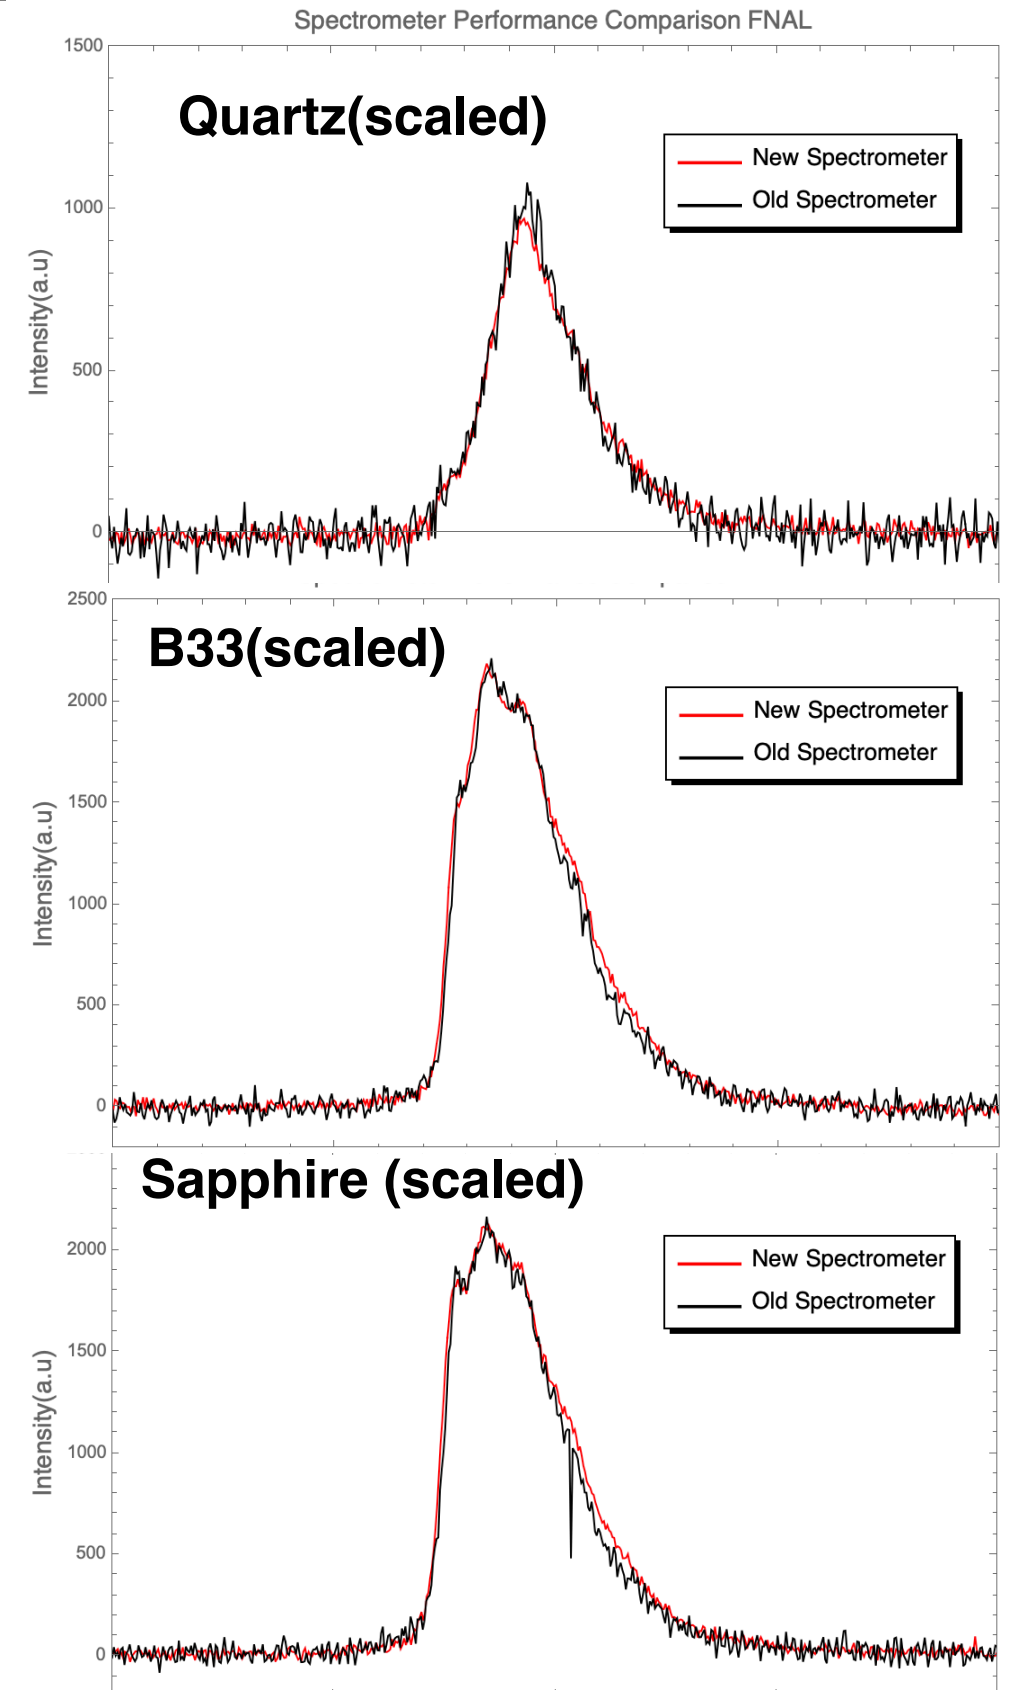 Spectrometer Performance Comparison FNAL
1500
Quartz(scaled)
New Spectrometer
Old Spectrometer
1000
Intensity(a.u)
500
0
2500
B33(scaled)
2000
New Spectrometer
Old Spectrometer
1500
Intensity(a.u)
1000
500
0
Sapphire (scaled)
2000
New Spectrometer
Old Spectrometer
1500
Intensity(a.u)
1000
500
0